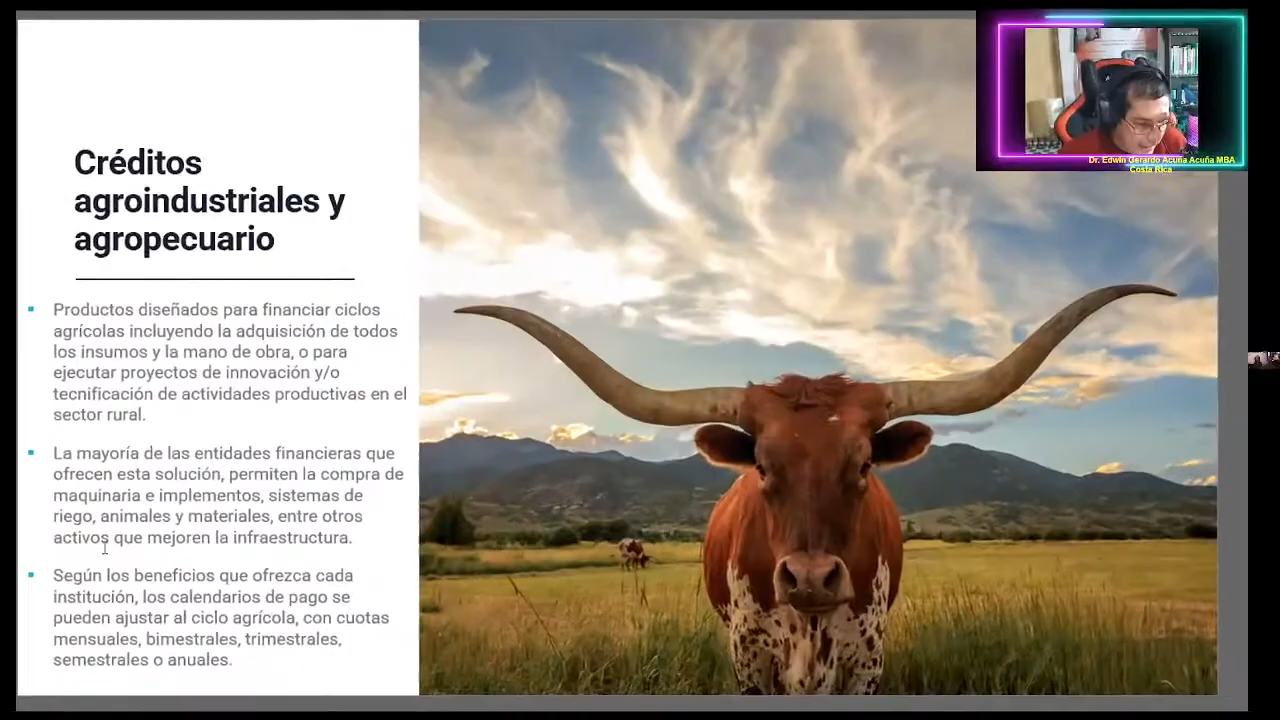 Créditos
agroindustriales y
agropecuario
Productos diseñados para financiar ciclos
agrícolas incluyendo la adquisición de todos
los insumos y la mano de obra, o para
ejecutar proyectos de innovación y/o
tecnificación de actividades productivas en el
sector rural.
La mayoría de las entidades financieras que
ofrecen esta solución, permiten la compra de
maquinaria e implementos, sistemas de
riego, animales y materiales, entre otros
activos que mejoren la infraestructura.
Según los beneficios que ofrezca cada
institución, los calendarios de pago se
pueden ajustar al ciclo agrícola, con cuotas
mensuales, bimestrales, trimestrales,
semestrales o anuales.
Dr. Edwin Gerardo Acuña Acuña MBA
Costa Rica